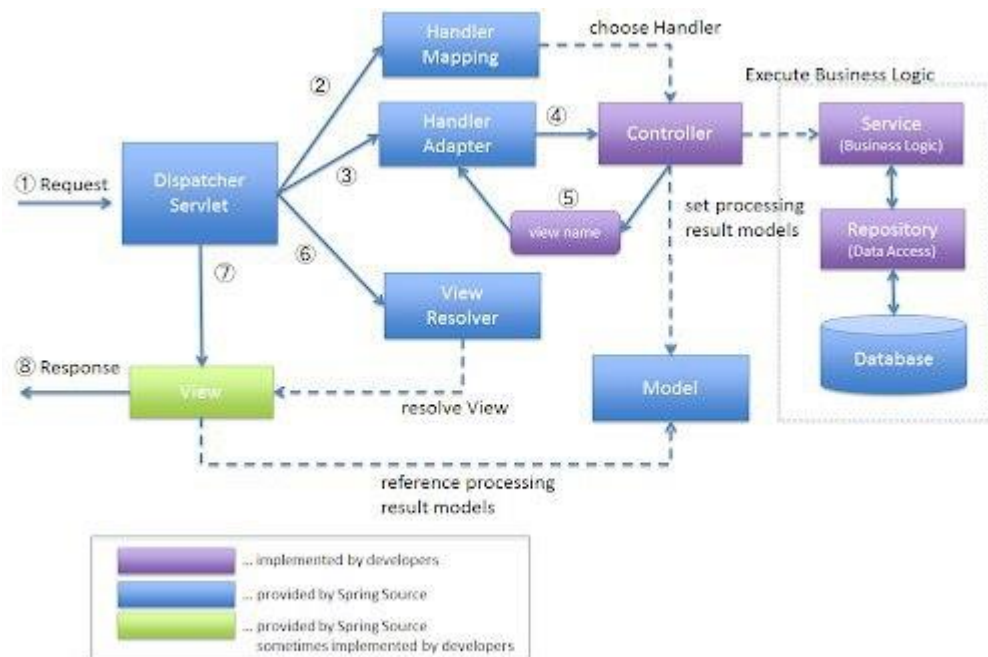 Handler
Mapping
choose Handler
Execute Business Logic
②
Handler
Adapter
④
Controller
Service
(Business Logic)
① Request
Dispatcher
Servlet
③
⑤
view name
set processing
result models
Repository
(Data Access)
⑥
⑦
View
Resolver
⑧ Response
View
resolve View
Model
Database
reference processing
result models
... implemented by developers
... provided by Spring Source
... provided by Spring Source
sometimes implemented by developers